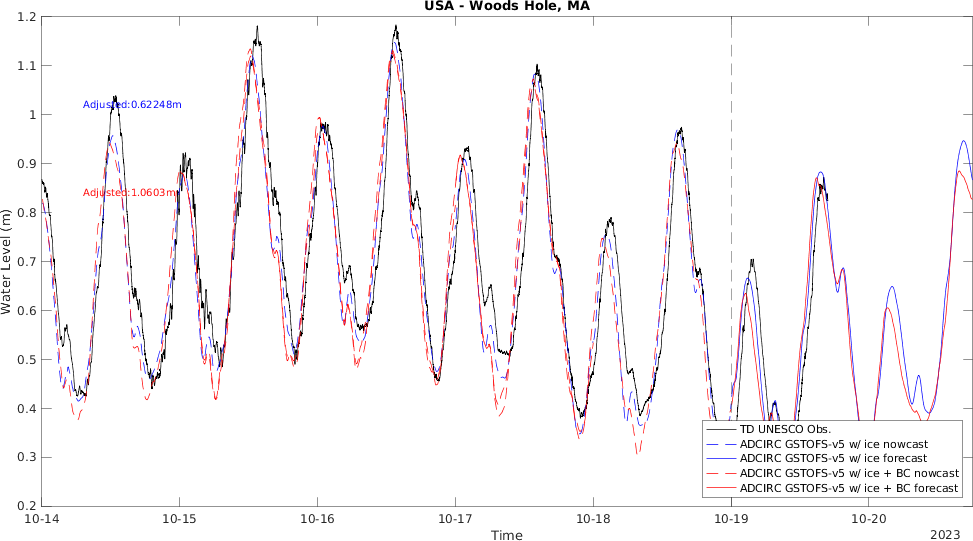 USA - Woods Hole, MA
1.2
1.1
1
0.9
0.8
0.7
0.6
0.5
0.4
0.3
0.2
Water Level (m)
Adjusted:0.62248m
Adjusted:1.0603m
TD UNESCO Obs.
ADCIRC GSTOFS-v5 w/ ice nowcast
ADCIRC GSTOFS-v5 w/ ice forecast
ADCIRC GSTOFS-v5 w/ ice + BC nowcast
ADCIRC GSTOFS-v5 w/ ice + BC forecast
10-14 10-15 10-16 10-17 10-18 10-19 10-20
Time
2023